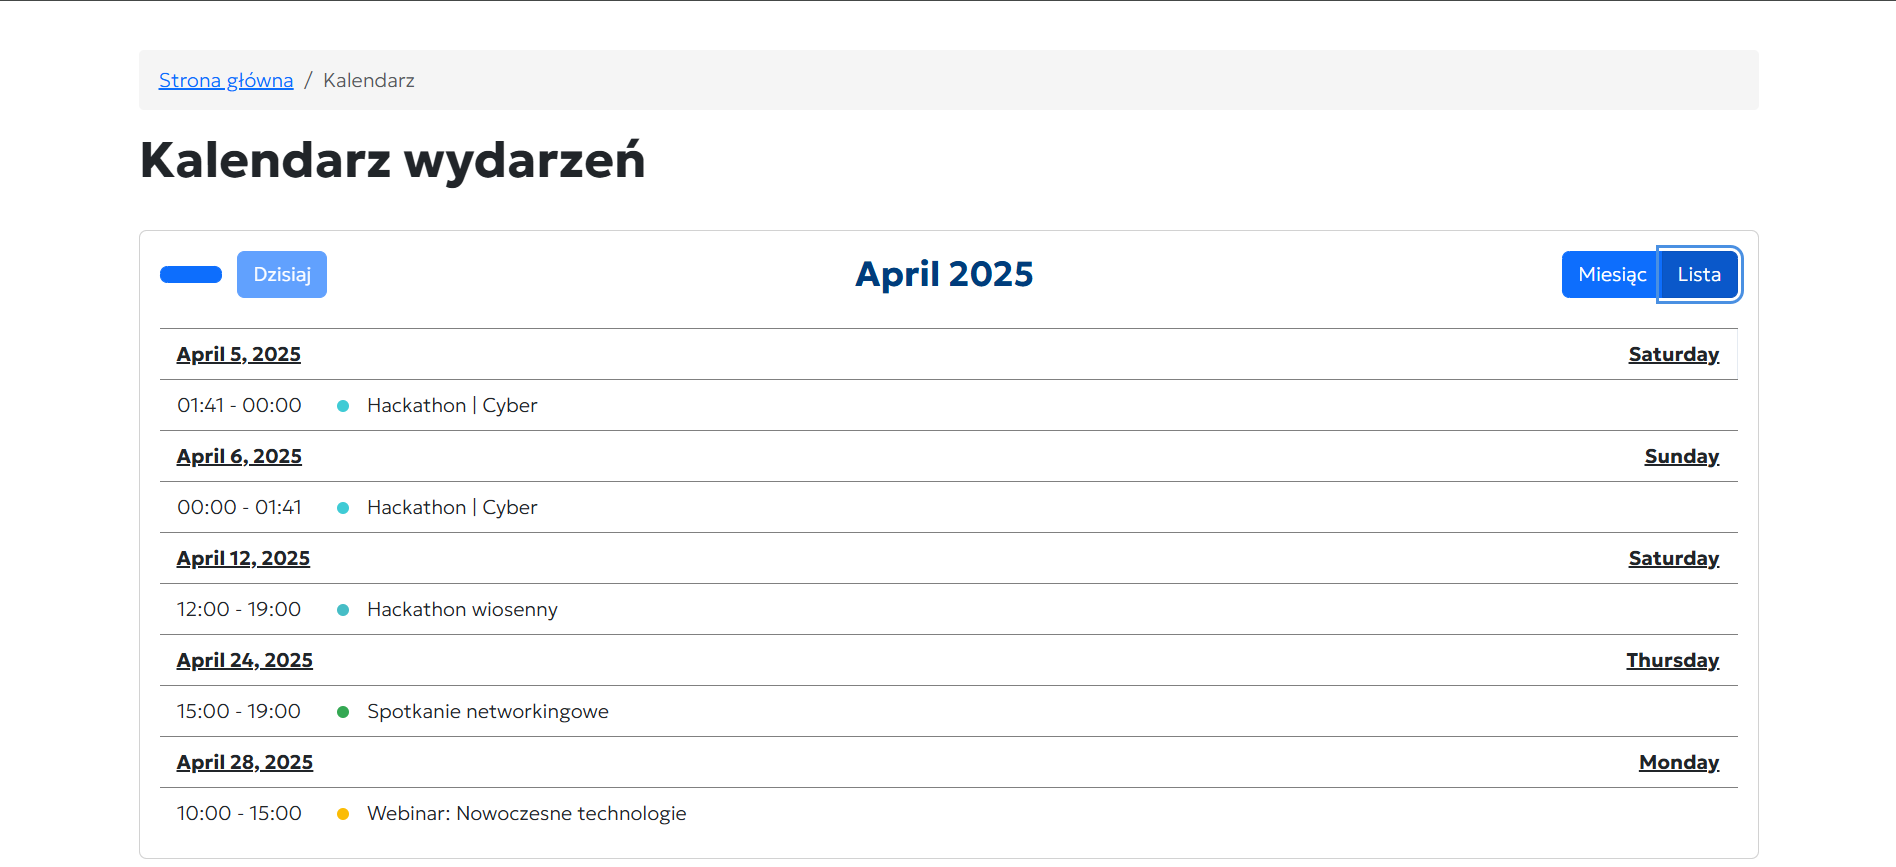 Strona główna / Kalendarz
Kalendarz wydarzeń
Dzisiaj April 2025 Miesiąc Lista
April 5, 2025 Saturday
01:41 - 00:00 Hackathon | Cyber
April 6, 2025 Sunday
00:00 - 01:41 Hackathon | Cyber
April 12, 2025 Saturday
12:00 - 19:00 Hackathon wiosenny
April 24, 2025 Thursday
15:00 - 19:00 Spotkanie networkingowe
April 28, 2025 Monday
10:00 - 15:00 Webinar: Nowoczesne technologie